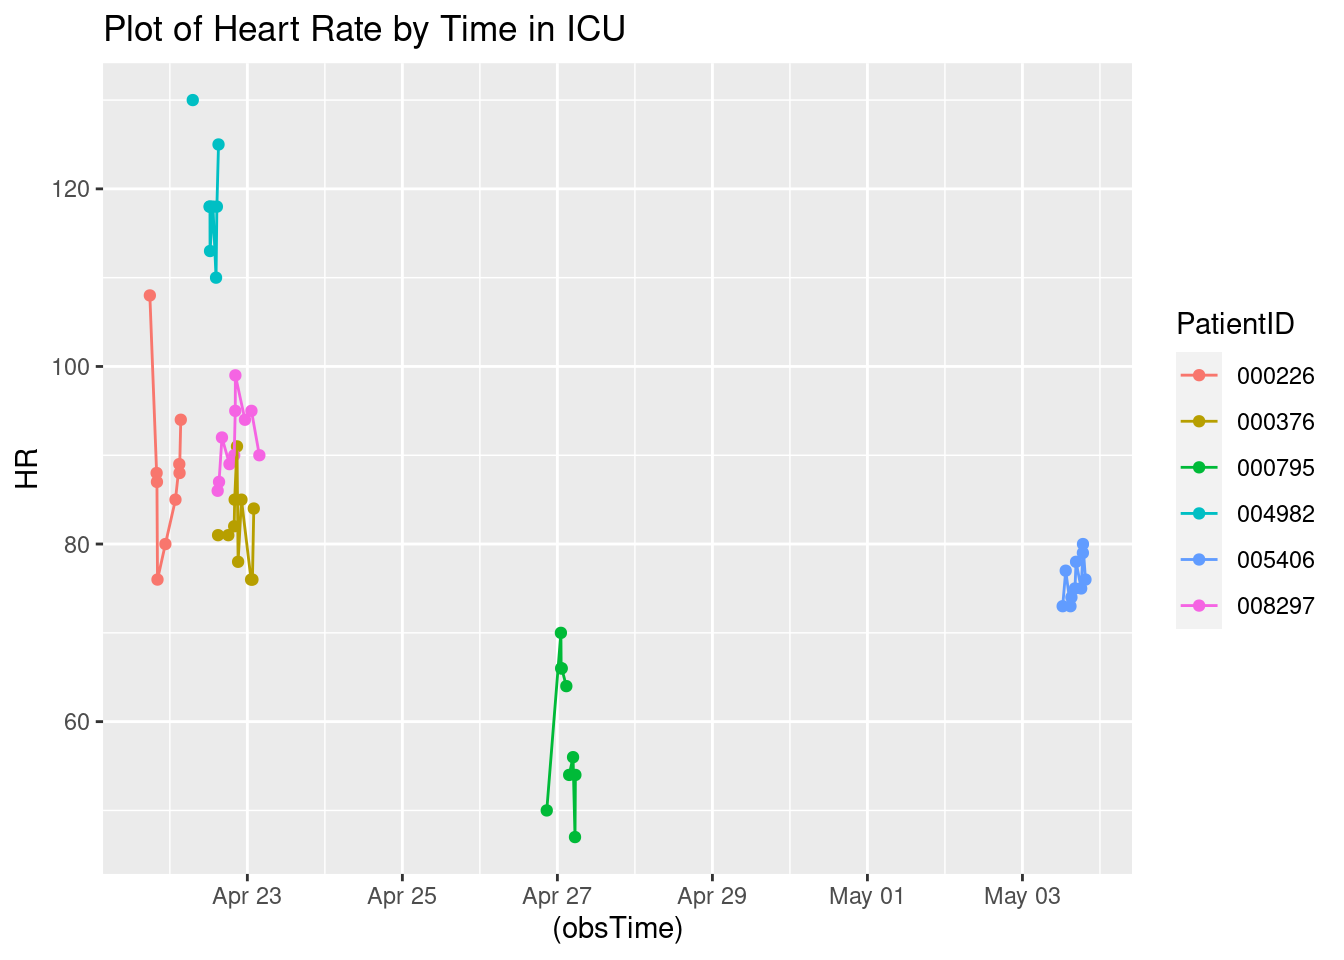 Plot of Heart Rate by Time in ICU
HR
120
100
80
60
Apr 23
Apr 25
Apr 27
Apr 29
May 01
May 03
(obsTime)
PatientID
000226
000376
000795
004982
005406
008297